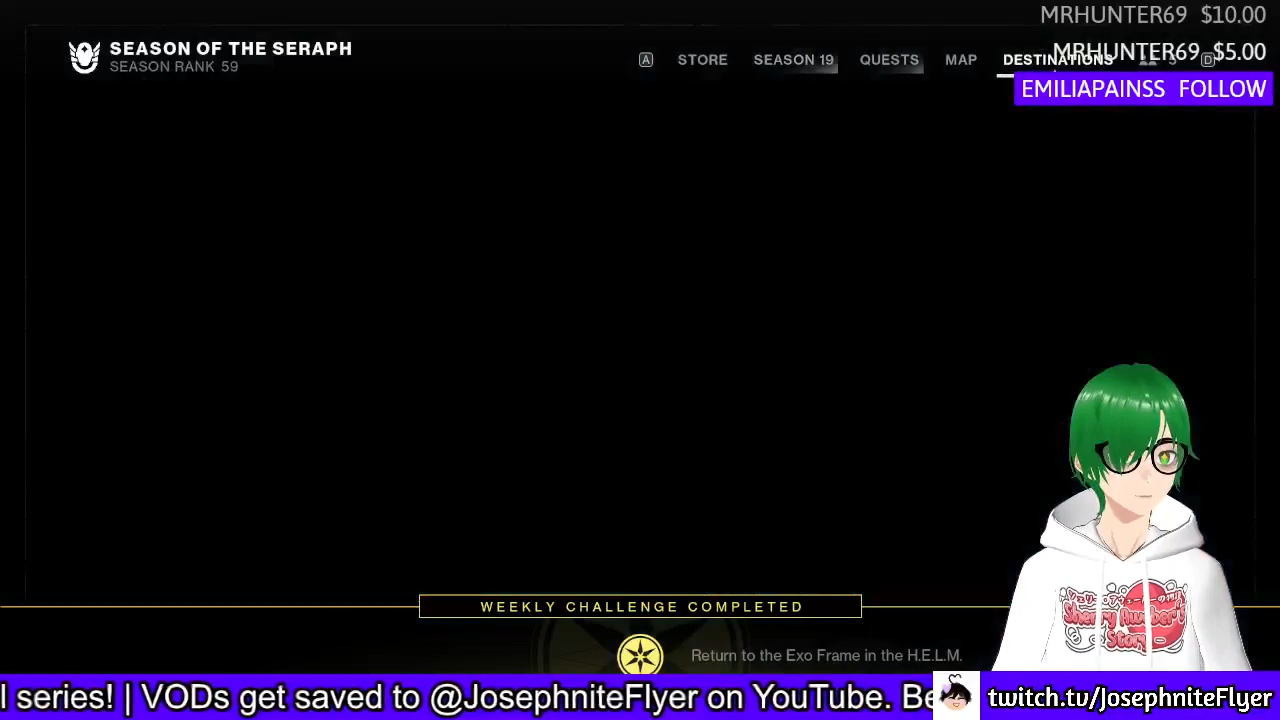 MRHUNTER69 $10.00
SEASON OF THE SERAPH
SEASON RANK 59
A STORE SEASON 19 QUESTS MAP DESTINATIONS D
MRHUNTER69 $5.00
EMILIAPAINSS FOLLOW
WEEKLY CHALLENGE COMPLETED
Return to the Exo Frame in the H.E.L.M.
l series! | VODs get saved to @JosephniteFlyer on YouTube. Be
twitch.tv/JosephniteFlyer